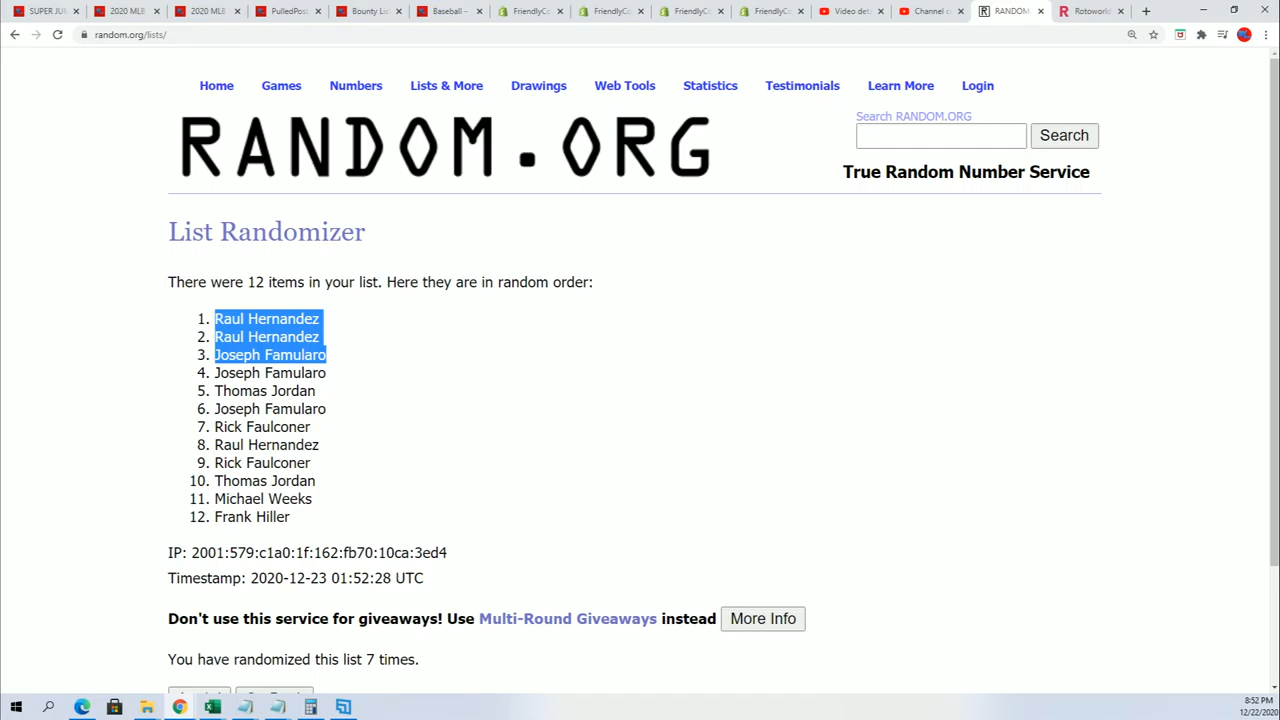 SUPER JU
2020 MLB
2020 MLB
PulledPos
Bounty Lis
Baseball –
FriendlyCo
FriendlyCo
FriendlyCo
FriendlyCo
Video det
Channel c
RANDOM.
Rotoworld
random.org/lists/
Home Games Numbers Lists & More Drawings Web Tools Statistics Testimonials Learn More Login
RANDOM.ORG
Search RANDOM.ORG
Search
True Random Number Service
List Randomizer
There were 12 items in your list. Here they are in random order:
1. Raul Hernandez
2. Raul Hernandez
3. Joseph Famularo
4. Joseph Famularo
5. Thomas Jordan
6. Joseph Famularo
7. Rick Faulconer
8. Raul Hernandez
9. Rick Faulconer
10. Thomas Jordan
11. Michael Weeks
12. Frank Hiller
IP: 2001:579:c1a0:1f:162:fb70:10ca:3ed4
Timestamp: 2020-12-23 01:52:28 UTC
Don't use this service for giveaways! Use Multi-Round Giveaways instead More Info
You have randomized this list 7 times.
8:52 PM
12/22/2020